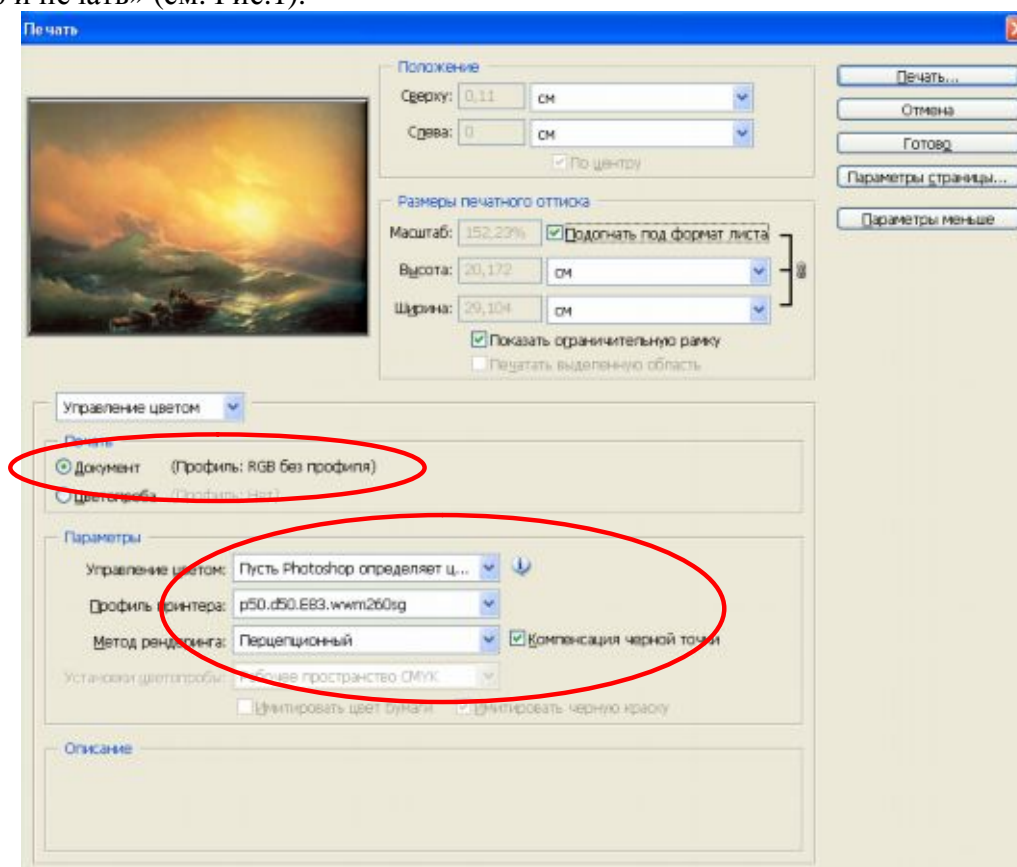 и печать» (см. Рис.1).
Печать
Положение
Сверху: 0,11 см
Слева: 0 см
По центру
Размеры печатного оттиска
Масштаб: 152,23% Подогнать под формат листа
Высота: 20,172 см
Ширина: 29,104 см
Показать ограничительную рамку
Печатать выделенную область
Печать...
Отмена
Готово
Параметры страницы...
Параметры меньше
Управление цветом
Печать
Документ (Профиль: RGB без профиля)
Цветопроба (Профиль: Нет)
Параметры
Управление цветом: Пусть Photoshop определяет ц...
Профиль принтера: p50.d50.E83.wwm260sg
Метод рендеринга: Перцепционный Компенсация черной точки
Установки цветопробы: Рабочее пространство CMYK
Имитировать цвет бумаги Имитировать черную краску
Описание